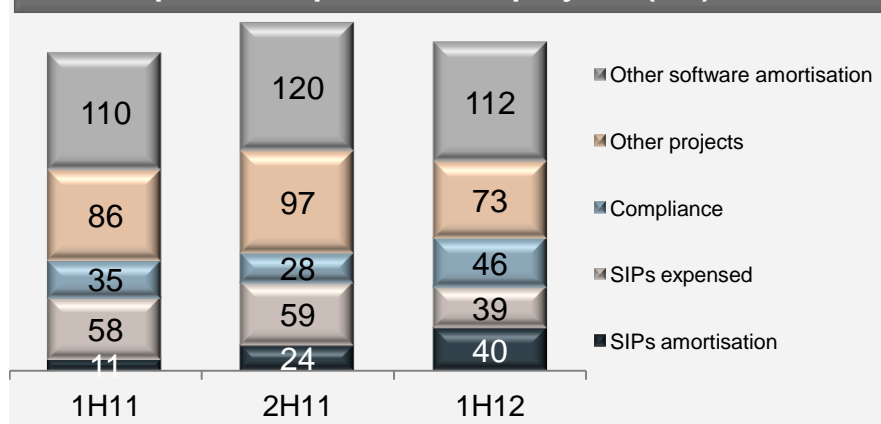 110
120
112
86
97
73
35
28
46
58
59
39
11
24
40
1H11
2H11
1H12
Other software amortisation
Other projects
Compliance
SIPs expensed
SIPs amortisation